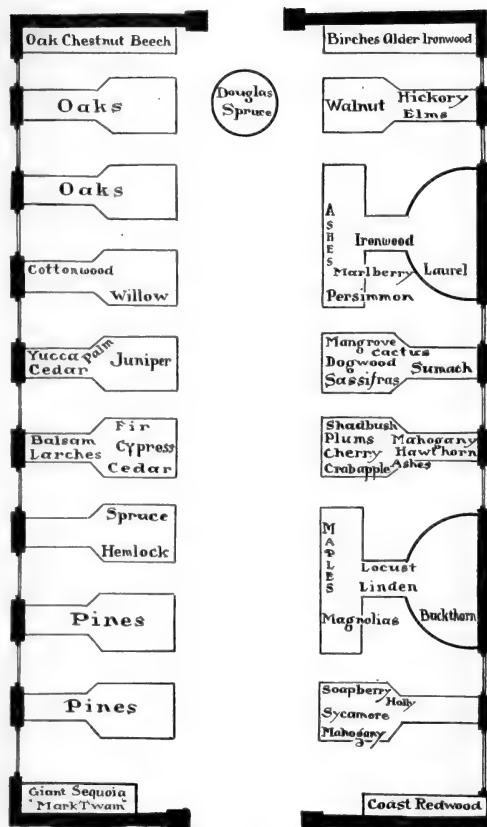 Oak Chestnut Beech
Oaks
Oaks
Cottonwood
Willow
Yucca Palm
Cedar
Juniper
Fir
Balsam
Cypress
Larches
Cedar
Spruce
Hemlock
Pines
Pines
Giant Sequoia
"Mark Twain"
Douglas
Spruce
Birches Alder Ironwood
Walnut
Hickory
Elms
ASHES
Ironwood
Marlberry
Laurel
Persimmon
Mangrove
Cactus
Dogwood
Sumach
Sassifras
Shadbush
Plums
Mahogany
Cherry
Hawthorn
Crabapple
Ashes
MAPLES
Locust
Linden
Magnolias
Buckthorn
Soapberry
Holly
Sycamore
Mahogany
Coast Redwood